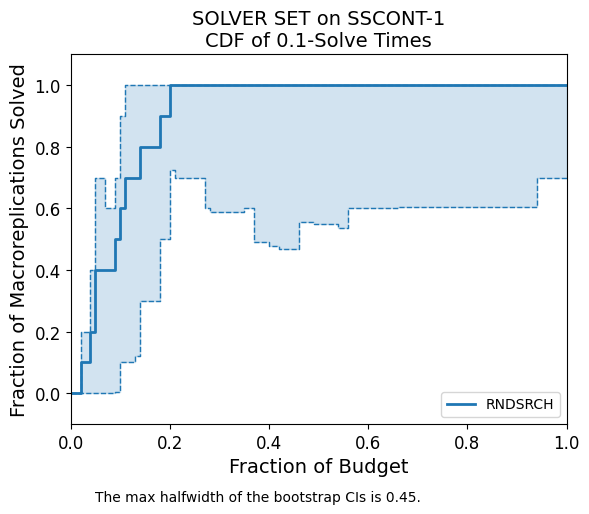 SOLVER SET on SSCONT-1
CDF of 0.1-Solve Times
Fraction of Macroreplications Solved
1.0
0.8
0.6
0.4
0.2
0.0
RNDSRCH
0.0 0.2 0.4 0.6 0.8 1.0
Fraction of Budget
The max halfwidth of the bootstrap CIs is 0.45.